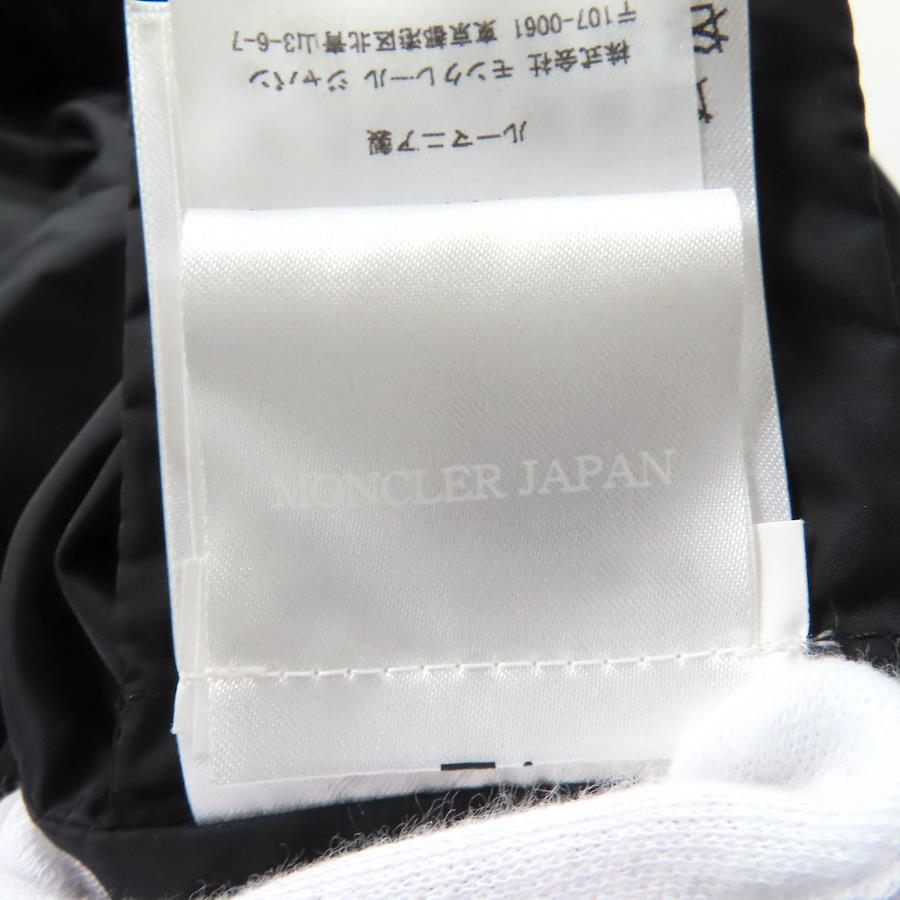 ルーマニア製
株式会社 モンクレール ジャパン
〒107-0061 東京都港区北青山3-6-7
MONCLER JAPAN